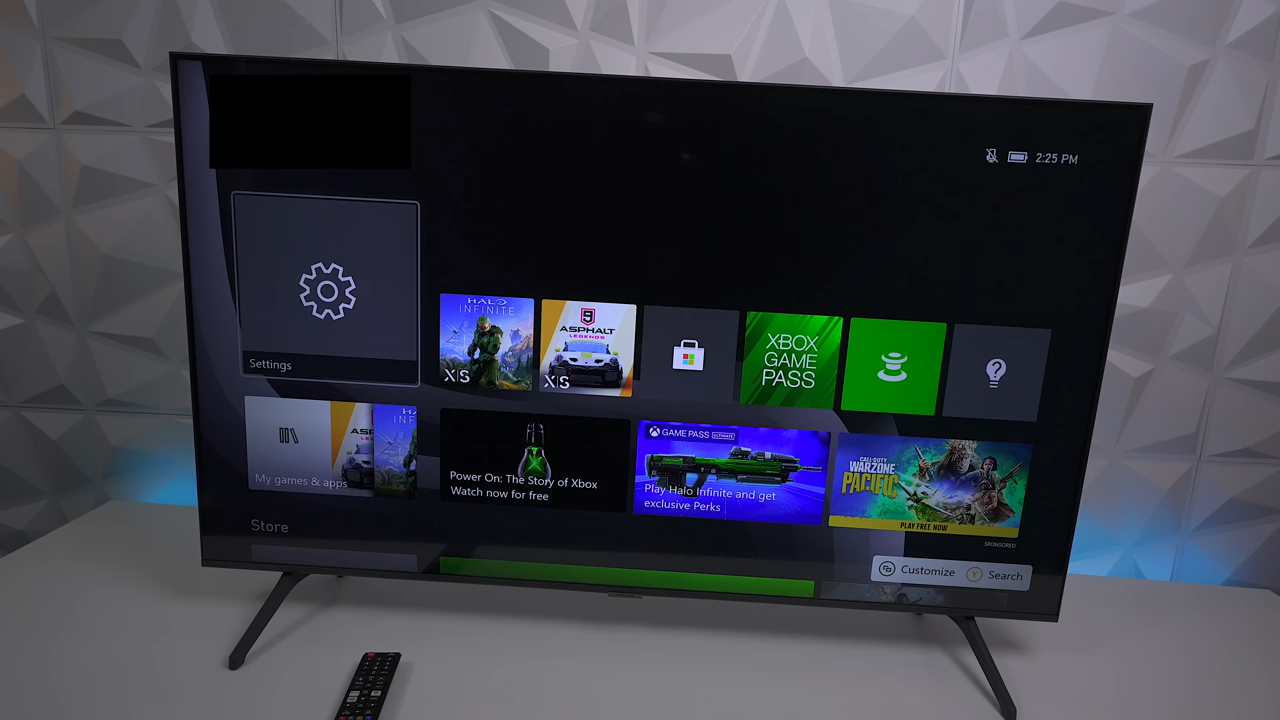 2:25 PM
Settings
HALO
INFINITE
X|S
9
ASPHALT
LEGENDS
X|S
XBOX
GAME
PASS
My games & apps
Power On: The Story of Xbox
Watch now for free
GAME PASS ULTIMATE
Play Halo Infinite and get
exclusive Perks
CALL OF DUTY
WARZONE
PACIFIC
PLAY FREE NOW
SPONSORED
Store
Customize
Y Search